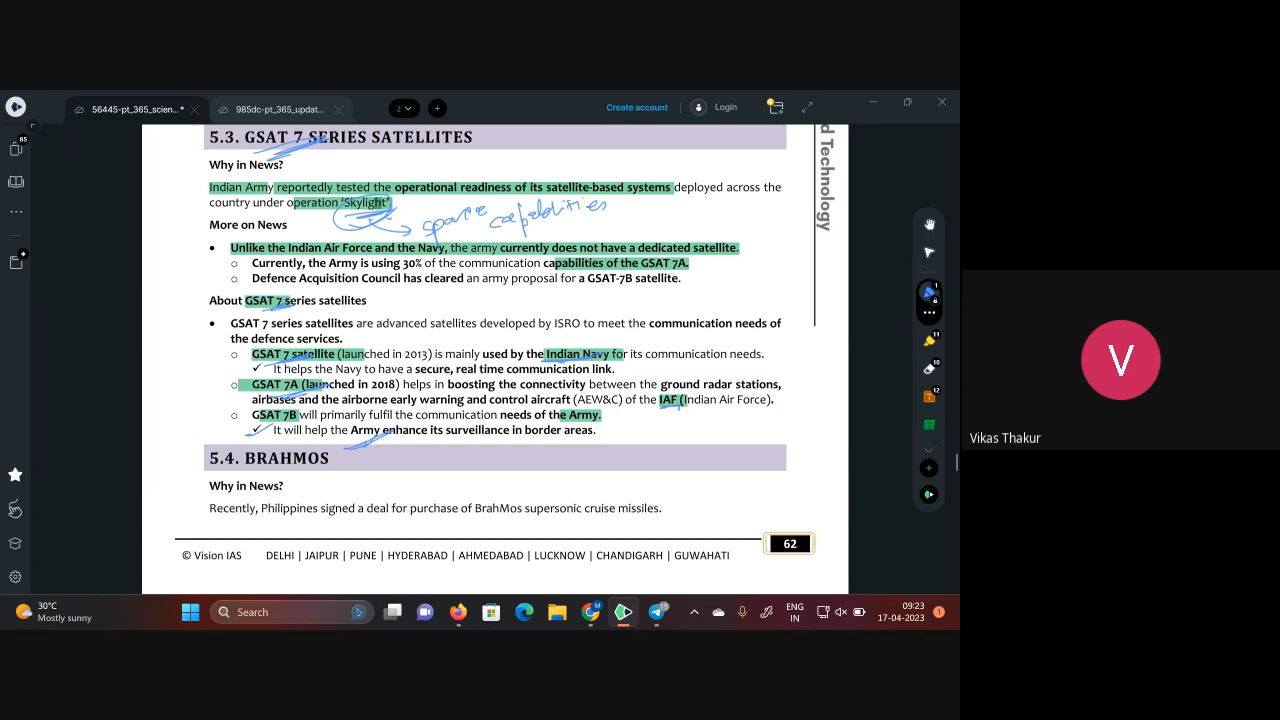 56445-pt_365_scien...*
985dc-pt_365_updat...
2
+
Create account
Login
85
5.3. GSAT 7 SERIES SATELLITES
Why in News?
Indian Army reportedly tested the operational readiness of its satellite-based systems deployed across the
country under operation 'Skylight'.
space capabilities
More on News
• Unlike the Indian Air Force and the Navy, the army currently does not have a dedicated satellite.
o Currently, the Army is using 30% of the communication capabilities of the GSAT 7A.
o Defence Acquisition Council has cleared an army proposal for a GSAT-7B satellite.
About GSAT 7 series satellites
• GSAT 7 series satellites are advanced satellites developed by ISRO to meet the communication needs of
the defence services.
o GSAT 7 satellite (launched in 2013) is mainly used by the Indian Navy for its communication needs.
✓ It helps the Navy to have a secure, real time communication link.
o GSAT 7A (launched in 2018) helps in boosting the connectivity between the ground radar stations,
airbases and the airborne early warning and control aircraft (AEW&C) of the IAF (Indian Air Force).
o GSAT 7B will primarily fulfil the communication needs of the Army.
✓ It will help the Army enhance its surveillance in border areas.
5.4. BRAHMOS
Why in News?
Recently, Philippines signed a deal for purchase of BrahMos supersonic cruise missiles.
62
© Vision IAS DELHI | JAIPUR | PUNE | HYDERABAD | AHMEDABAD | LUCKNOW | CHANDIGARH | GUWAHATI
d Technology
1
11
10
12
T
T
V
Vikas Thakur
30°C
Mostly sunny
Search
M
15
ENG
IN
09:23
17-04-2023
1